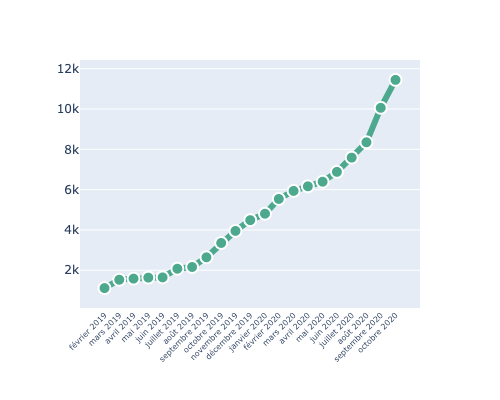 12k
10k
8k
6k
4k
2k
février 2019
mars 2019
avril 2019
mai 2019
juin 2019
juillet 2019
août 2019
septembre 2019
octobre 2019
novembre 2019
décembre 2019
janvier 2020
février 2020
mars 2020
avril 2020
mai 2020
juin 2020
juillet 2020
août 2020
septembre 2020
octobre 2020